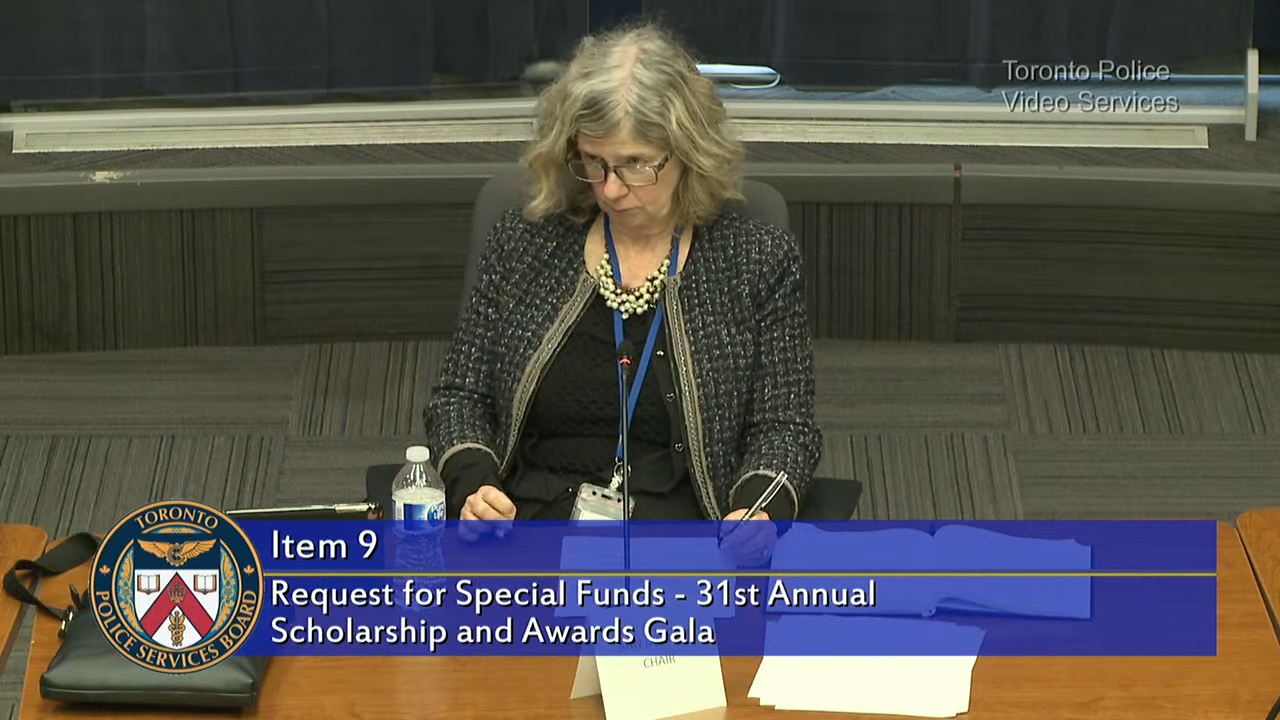 Toronto Police
Video Services
Item 9
Request for Special Funds - 31st Annual
Scholarship and Awards Gala
TORONTO
POLICE SERVICES BOARD
CHAIR